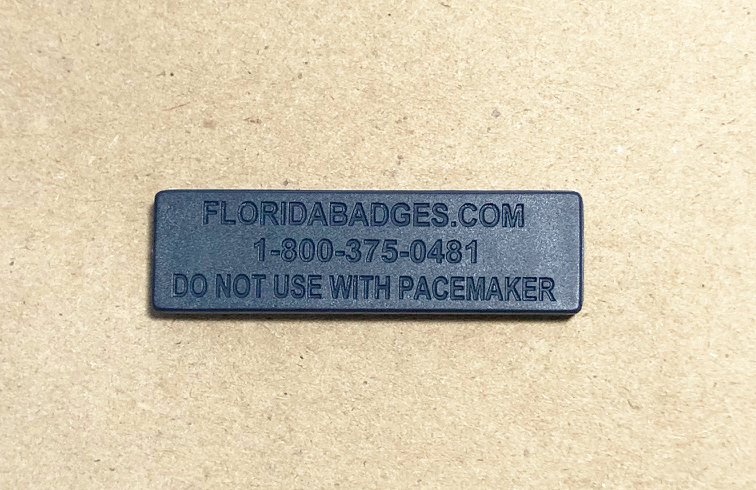 FLORIDABADGES.COM
1-800-375-0481
DO NOT USE WITH PACEMAKER